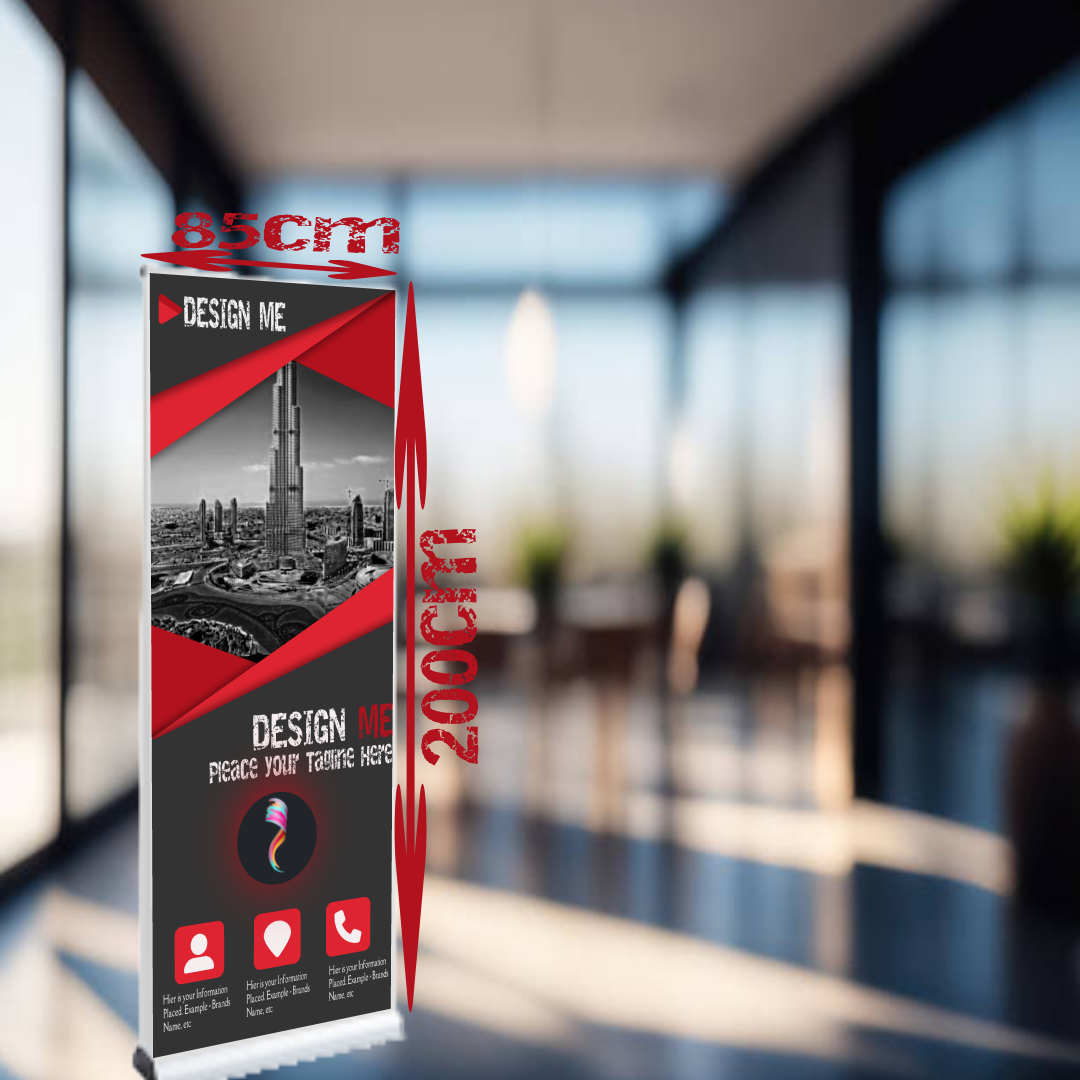 85cm
DESIGN ME
200cm
DESIGN ME
Pleace your Tagline Here
Hier is your Information
Placed. Example - Brands
Name, etc
Hier is your Information
Placed. Example - Brands
Name, etc
Hier is your Information
Placed. Example - Brands
Name, etc